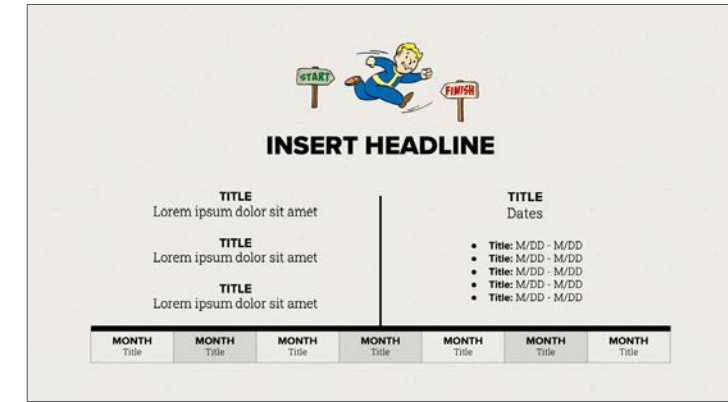 START
FINISH
INSERT HEADLINE
TITLE
Lorem ipsum dolor sit amet
TITLE
Lorem ipsum dolor sit amet
TITLE
Lorem ipsum dolor sit amet
TITLE
Dates
● Title: M/DD - M/DD
● Title: M/DD - M/DD
● Title: M/DD - M/DD
● Title: M/DD - M/DD
● Title: M/DD - M/DD
MONTH MONTH MONTH MONTH MONTH MONTH MONTH
Title Title Title Title Title Title Title